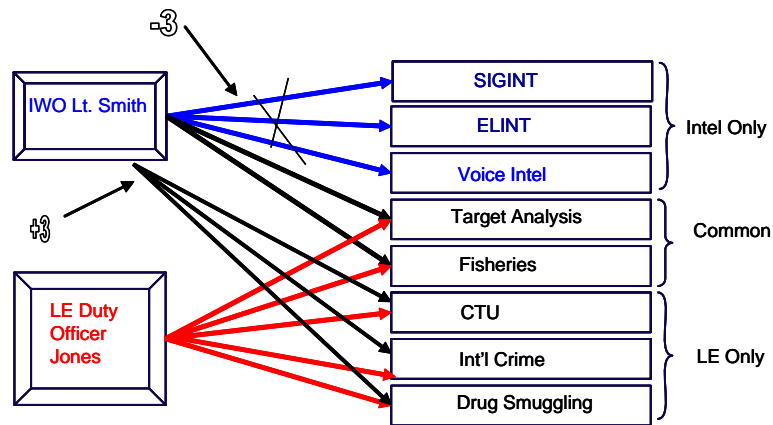 -3
SIGINT
IWO Lt. Smith
ELINT
Intel Only
Voice Intel
Target Analysis
+3
Common
Fisheries
LE Duty
Officer
Jones
CTU
Int'l Crime
LE Only
Drug Smuggling